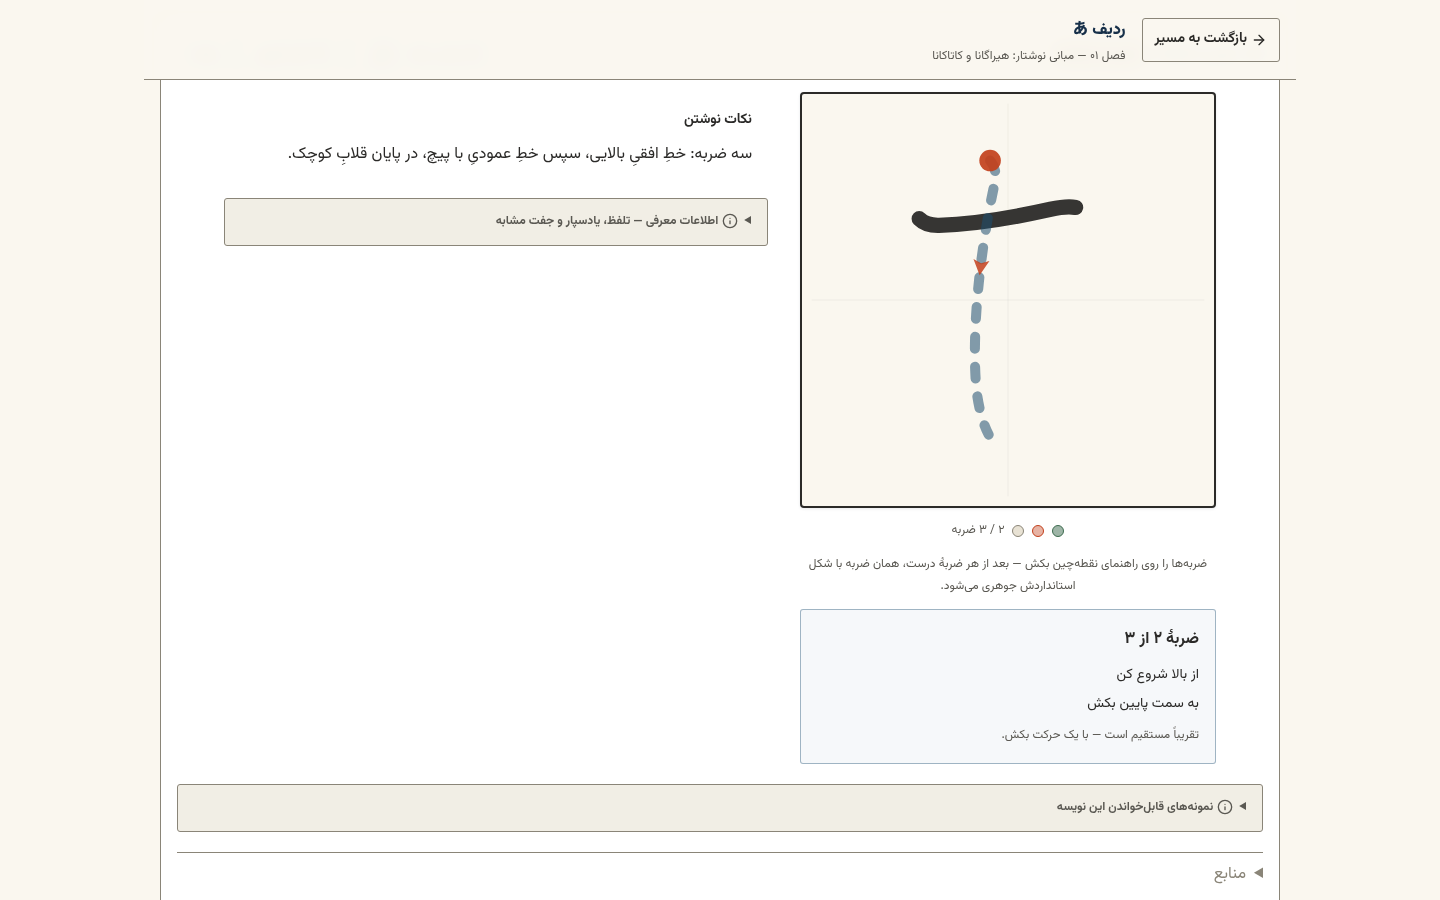 بازگشت به مسیر
ردیف あ
فصل ۰۱ — مبانی نوشتار: هیراگانا و کاتاکانا
نکات نوشتن
سه ضربه: خطِ افقیِ بالایی، سپس خطِ عمودیِ با پیچ، در پایان قلابِ کوچک.
اطلاعات معرفی — تلفظ، یادسپار و جفت مشابه
۲ / ۳ ضربه
ضربه‌ها را روی راهنمای نقطه‌چین بکش — بعد از هر ضربهٔ درست، همان ضربه با شکل
استانداردش جوهری می‌شود.
ضربهٔ ۲ از ۳
از بالا شروع کن
به سمت پایین بکش
تقریباً مستقیم است — با یک حرکت بکش.
نمونه‌های قابل‌خواندن این نویسه
منابع